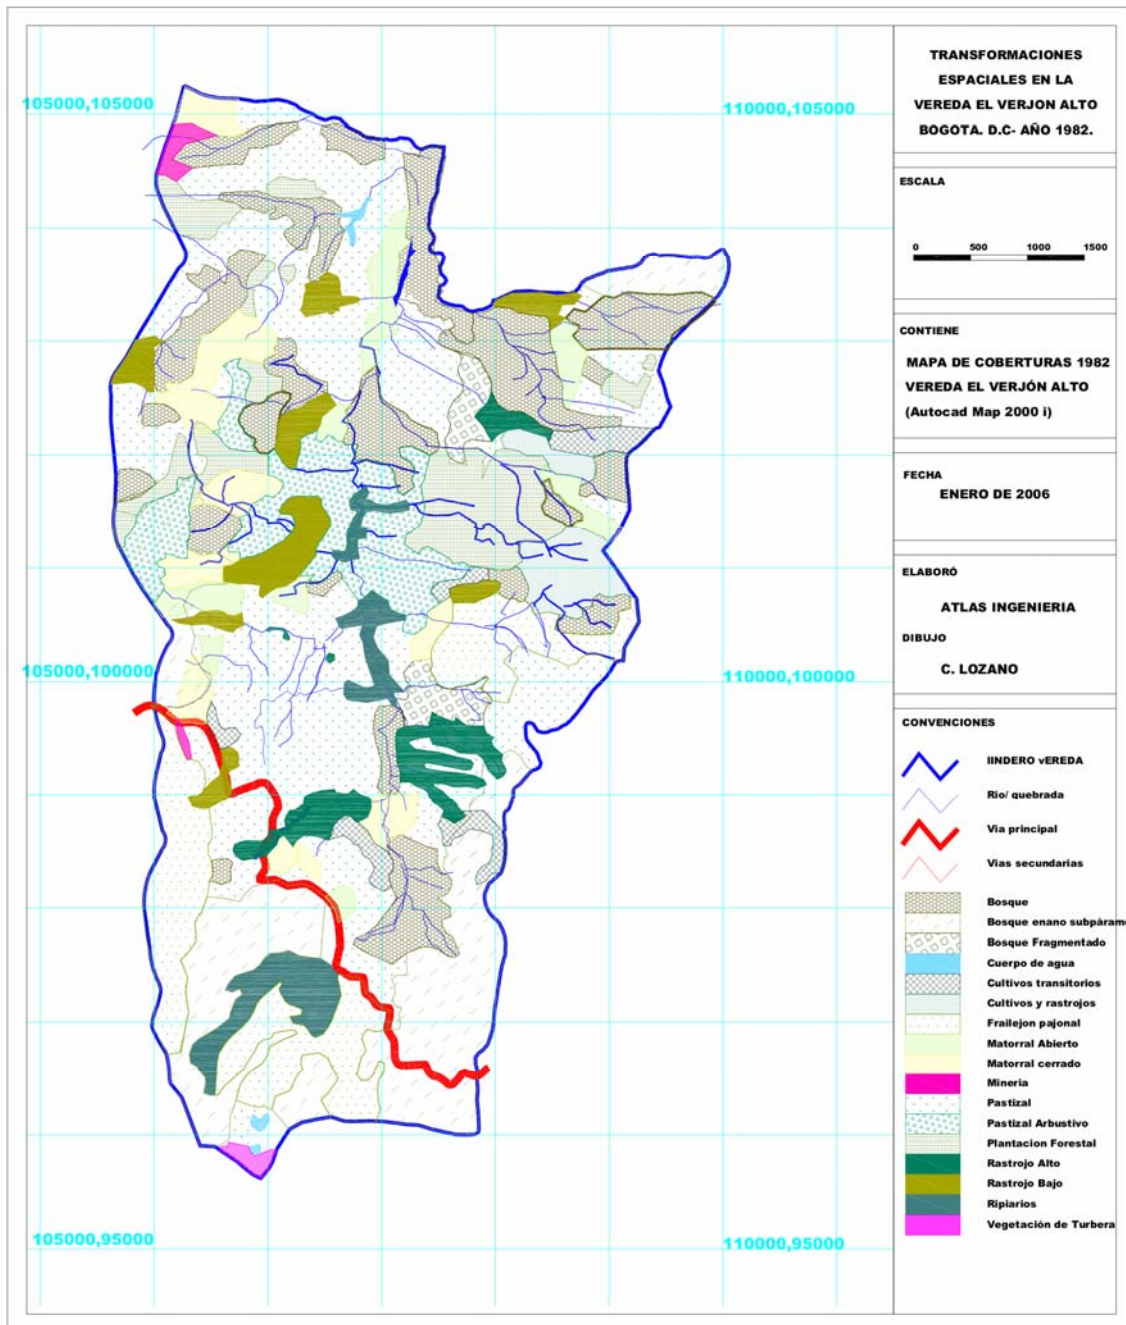 105000,105000
110000,105000
105000,100000
110000,100000
105000,95000
110000,95000
TRANSFORMACIONES
ESPACIALES EN LA
VEREDA EL VERJON ALTO
BOGOTA. D.C- AÑO 1982.
ESCALA
0 500 1000 1500
CONTIENE
MAPA DE COBERTURAS 1982
VEREDA EL VERJÓN ALTO
(Autocad Map 2000 i)
FECHA
ENERO DE 2006
ELABORÓ
ATLAS INGENIERIA
DIBUJO
C. LOZANO
CONVENCIONES
lINDERO vEREDA
Rio/ quebrada
Via principal
Vias secundarias
Bosque
Bosque enano subpàramo
Bosque Fragmentado
Cuerpo de agua
Cultivos transitorios
Cultivos y rastrojos
Frailejon pajonal
Matorral Abierto
Matorral cerrado
Mineria
Pastizal
Pastizal Arbustivo
Plantacion Forestal
Rastrojo Alto
Rastrojo Bajo
Ripiarios
Vegetación de Turbera